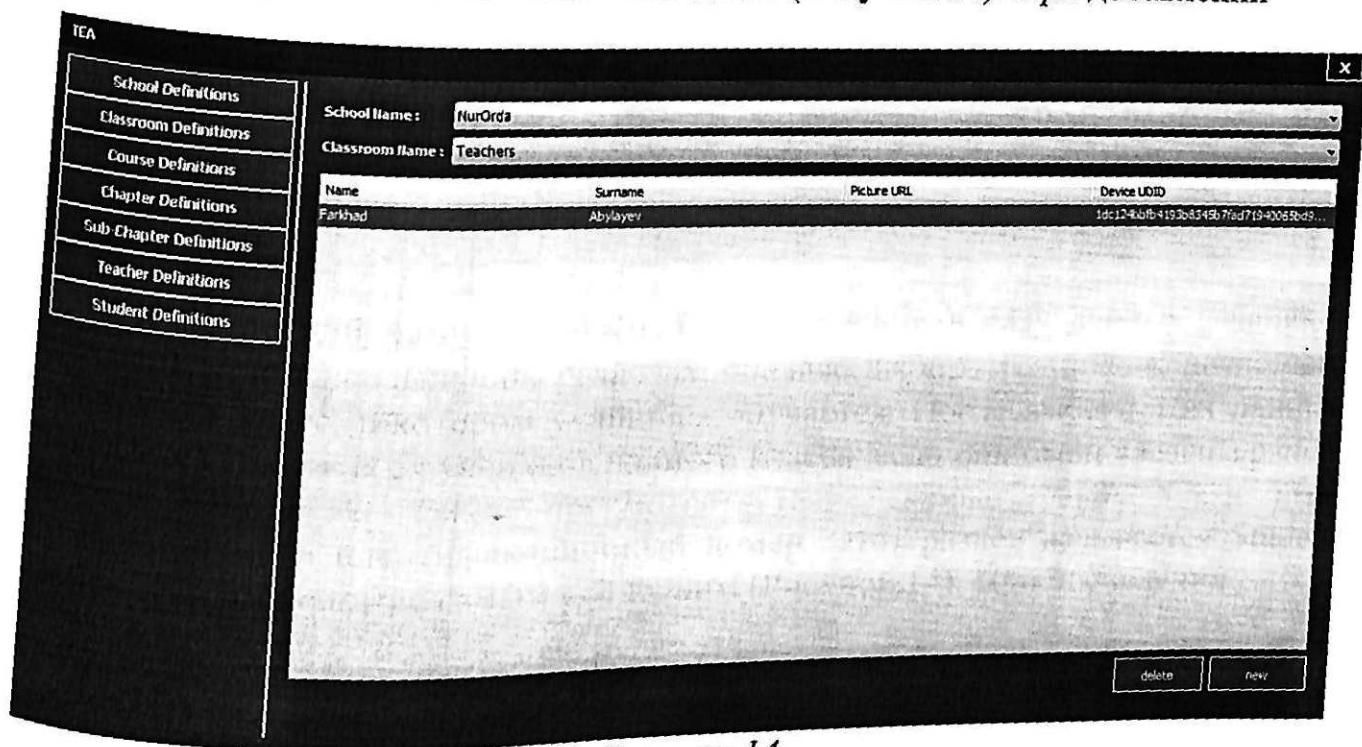 TEA
X
School Definitions
Classroom Definitions
Course Definitions
Chapter Definitions
Sub-Chapter Definitions
Teacher Definitions
Student Definitions
School Name : NurOrda
Classroom Name : Teachers
Name Surname Picture URL Device UDID
Farkhad Abylayev
delete new